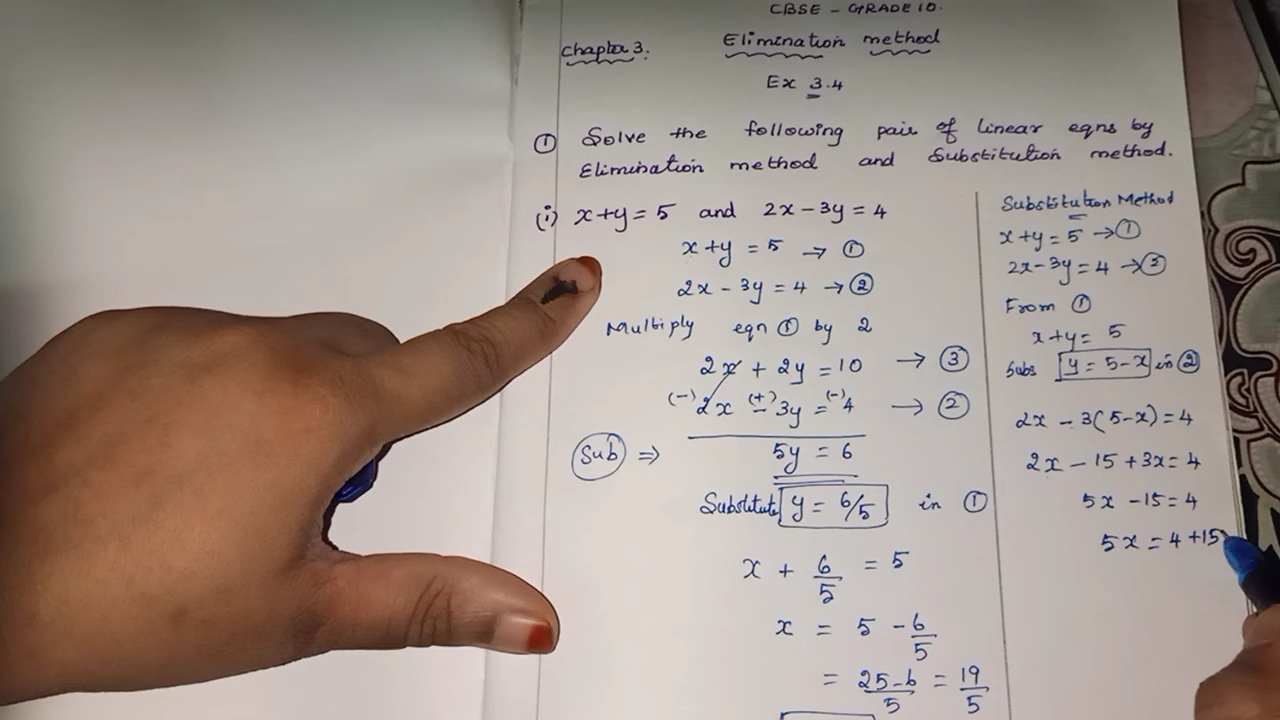 CBSE - GRADE 10.
Chapter 3.
Elimination method
Ex 3.4
① Solve the following pair of linear eqns by
Elimination method and Substitution method.
(i) x+y = 5 and 2x - 3y = 4
x+y = 5 → ①
2x - 3y = 4 → ②
Multiply eqn ① by 2
2x + 2y = 10 → ③
(-) 2x (+) - 3y = (-) 4 → ②
Sub ⇒ 5y = 6
Substitute y = 6/5 in ①
x + 6/5 = 5
x = 5 - 6/5
= 25-6/5 = 19/5
Substitution Method
x+y = 5 → ①
2x - 3y = 4 → ②
From ①
x+y = 5
Subs y = 5-x in ②
2x - 3(5-x) = 4
2x - 15 + 3x = 4
5x - 15 = 4
5x = 4 + 15